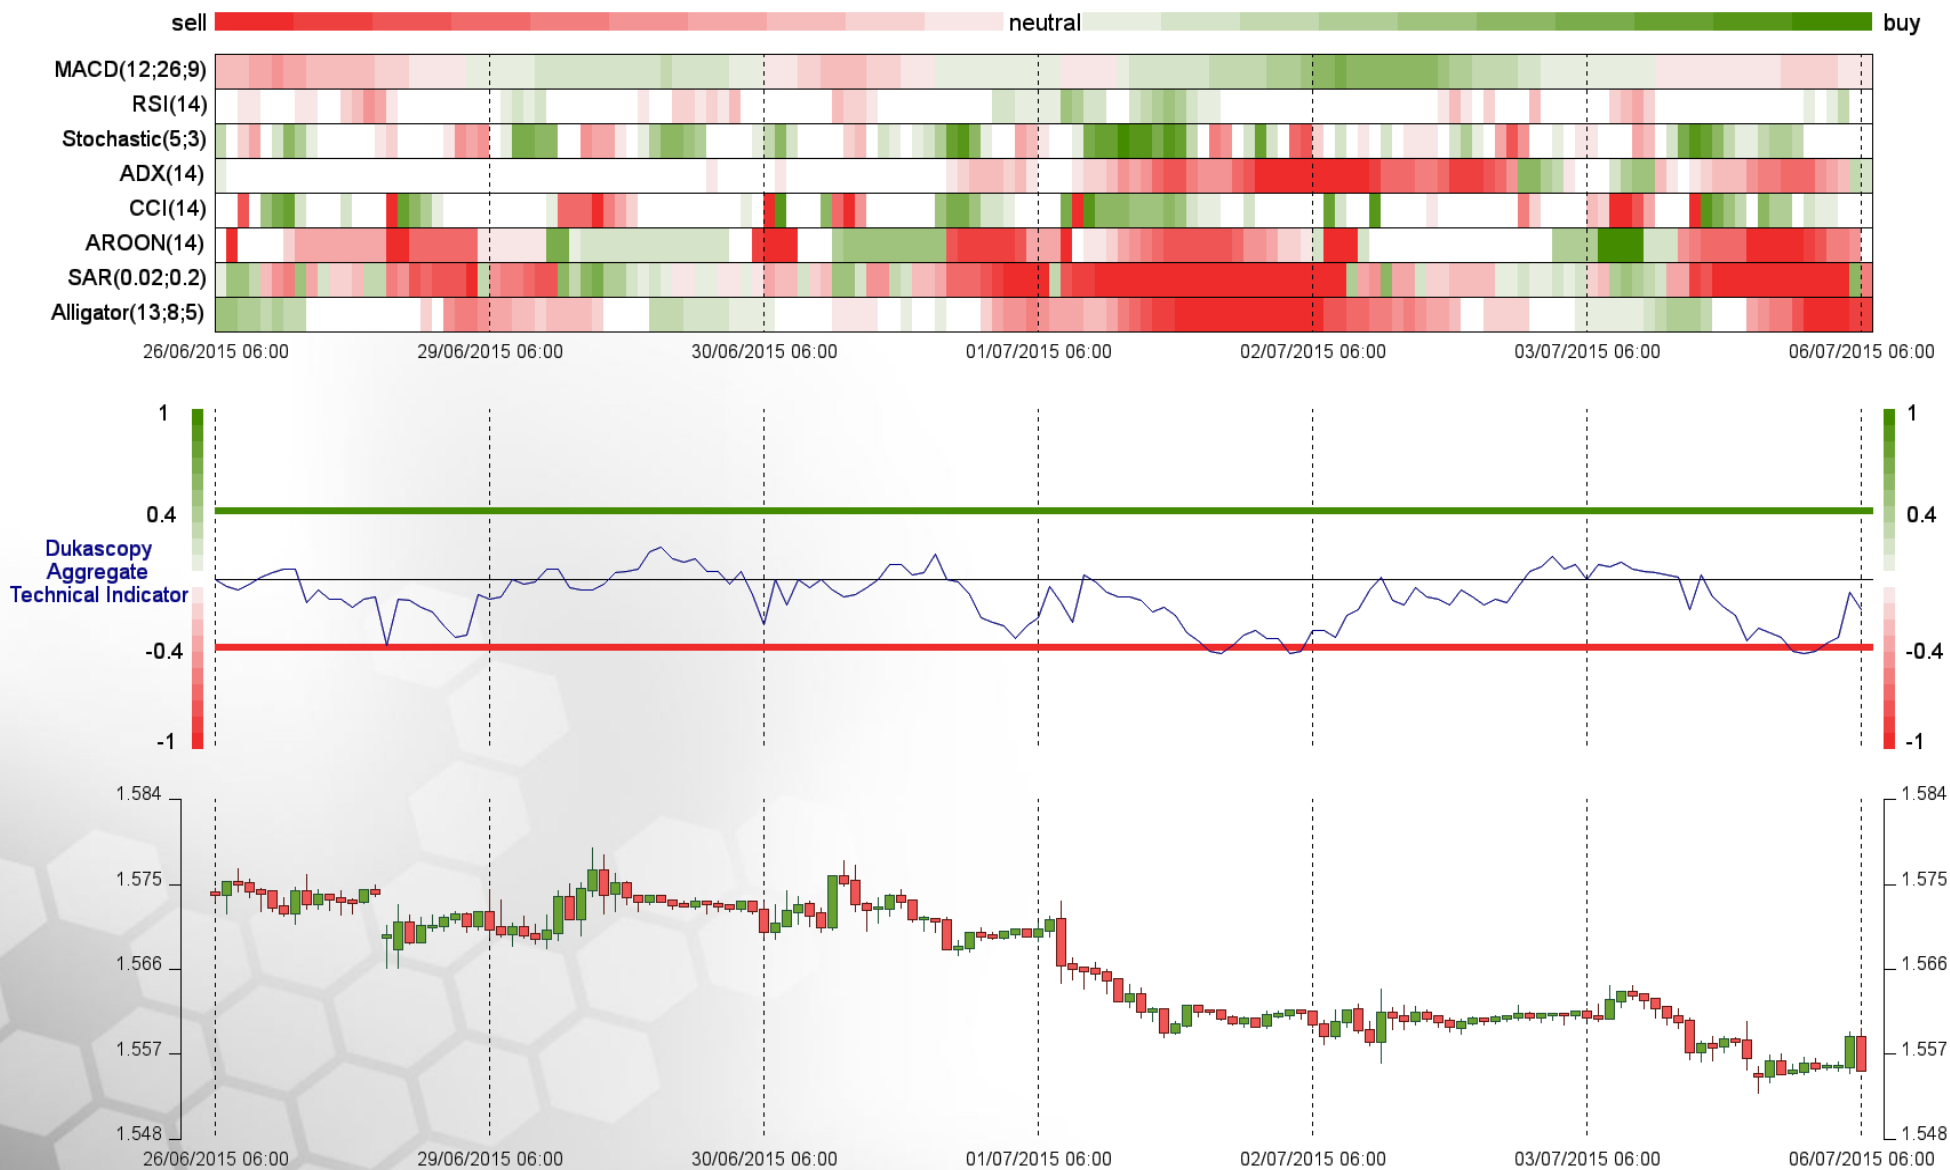 sell neutral buy
MACD(12;26;9)
RSI(14)
Stochastic(5;3)
ADX(14)
CCI(14)
AROON(14)
SAR(0.02;0.2)
Alligator(13;8;5)
26/06/2015 06:00 29/06/2015 06:00 30/06/2015 06:00 01/07/2015 06:00 02/07/2015 06:00 03/07/2015 06:00 06/07/2015 06:00
1 1
0.4 0.4
Dukascopy
Aggregate
Technical Indicator
-0.4 -0.4
-1 -1
1.584 1.584
1.575 1.575
1.566 1.566
1.557 1.557
1.548 1.548
26/06/2015 06:00 29/06/2015 06:00 30/06/2015 06:00 01/07/2015 06:00 02/07/2015 06:00 03/07/2015 06:00 06/07/2015 06:00